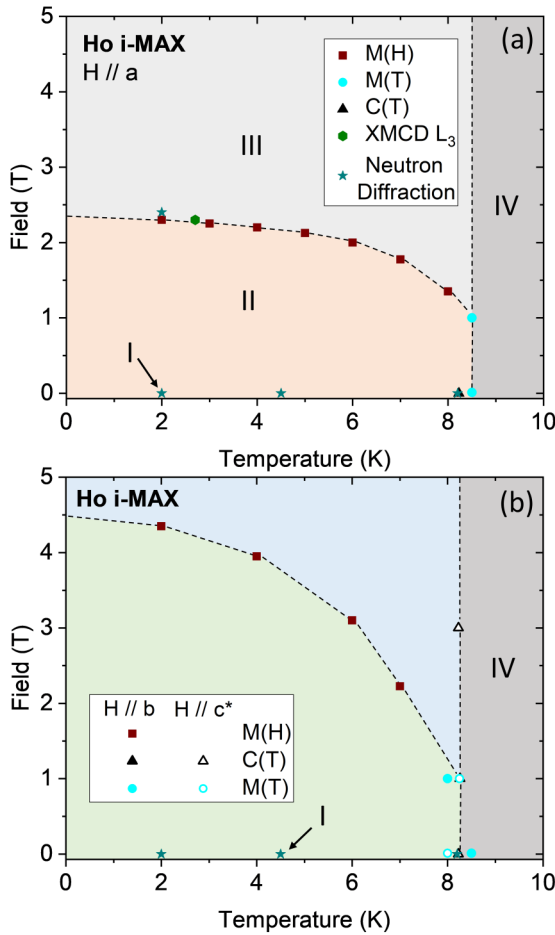 Ho i-MAX
(a)
H // a
M(H)
M(T)
C(T)
XMCD L₃
Neutron
Diffraction
III
IV
II
I
Field (T)
5
4
3
2
1
0
0 2 4 6 8 10
Temperature (K)
Ho i-MAX
(b)
IV
H // b H // c*
M(H)
C(T)
M(T)
I
Field (T)
5
4
3
2
1
0
0 2 4 6 8 10
Temperature (K)